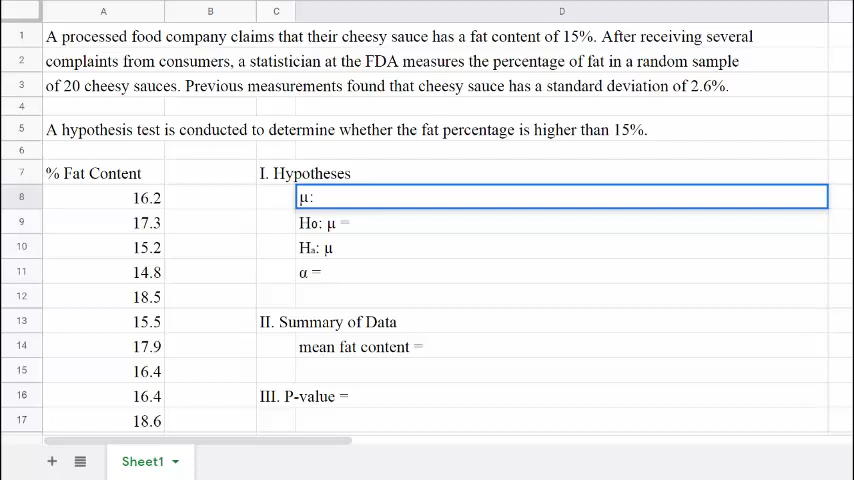 A B C D
1 A processed food company claims that their cheesy sauce has a fat content of 15%. After receiving several
2 complaints from consumers, a statistician at the FDA measures the percentage of fat in a random sample
3 of 20 cheesy sauces. Previous measurements found that cheesy sauce has a standard deviation of 2.6%.
4
5 A hypothesis test is conducted to determine whether the fat percentage is higher than 15%.
6
7 % Fat Content I. Hypotheses
8 16.2 μ:
9 17.3 H₀: μ =
10 15.2 Hₐ: μ
11 14.8 α =
12 18.5
13 15.5 II. Summary of Data
14 17.9 mean fat content =
15 16.4
16 16.4 III. P-value =
17 18.6
Sheet1